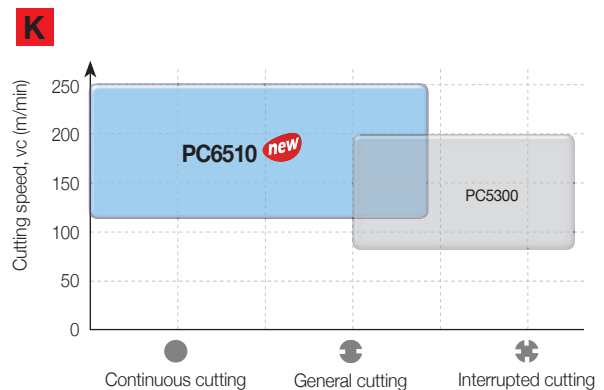 K
Cutting speed, vc (m/min)
250
200
150
100
50
0
PC6510 new
PC5300
Continuous cutting
General cutting
Interrupted cutting